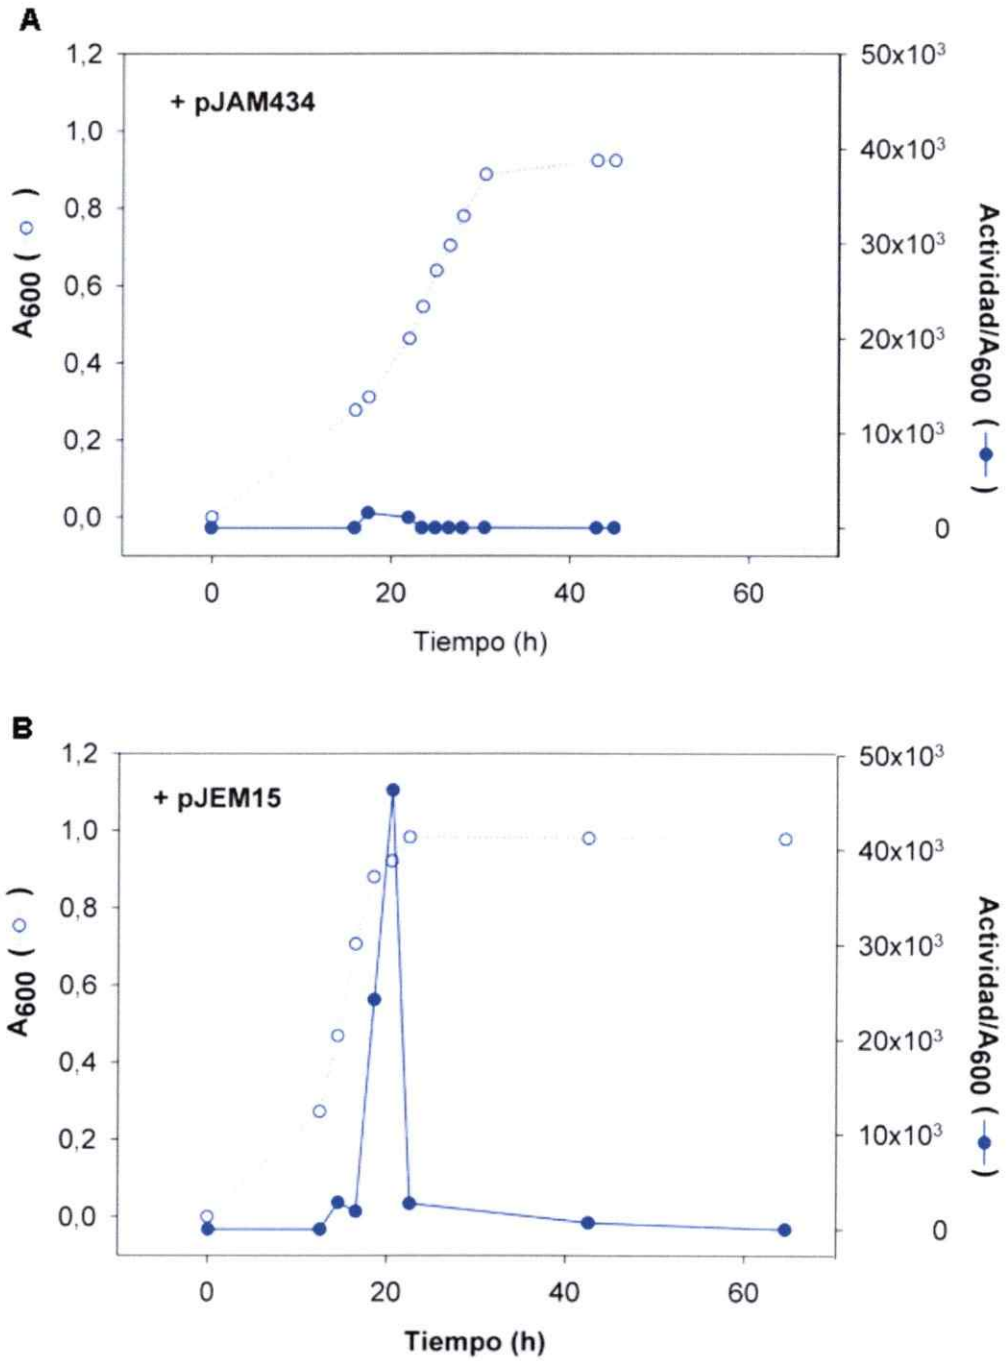 A
+ pJAM434
1,2
1,0
0,8
0,6
0,4
0,2
0,0
A600 ( )
50x10³
40x10³
30x10³
20x10³
10x10³
0
Actividad/A600 ( )
0 20 40 60
Tiempo (h)
B
+ pJEM15
1,2
1,0
0,8
0,6
0,4
0,2
0,0
A600 ( )
50x10³
40x10³
30x10³
20x10³
10x10³
0
Actividad/A600 ( )
0 20 40 60
Tiempo (h)